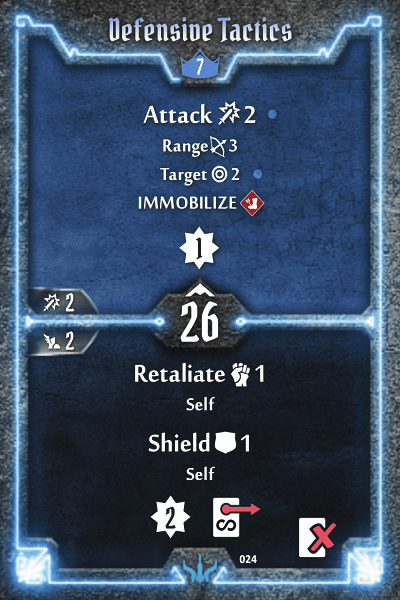 Defensive Tactics
7
Attack 2
Range 3
Target 2
IMMOBILIZE
1
2
26
2
Retaliate 1
Self
Shield 1
Self
2
024